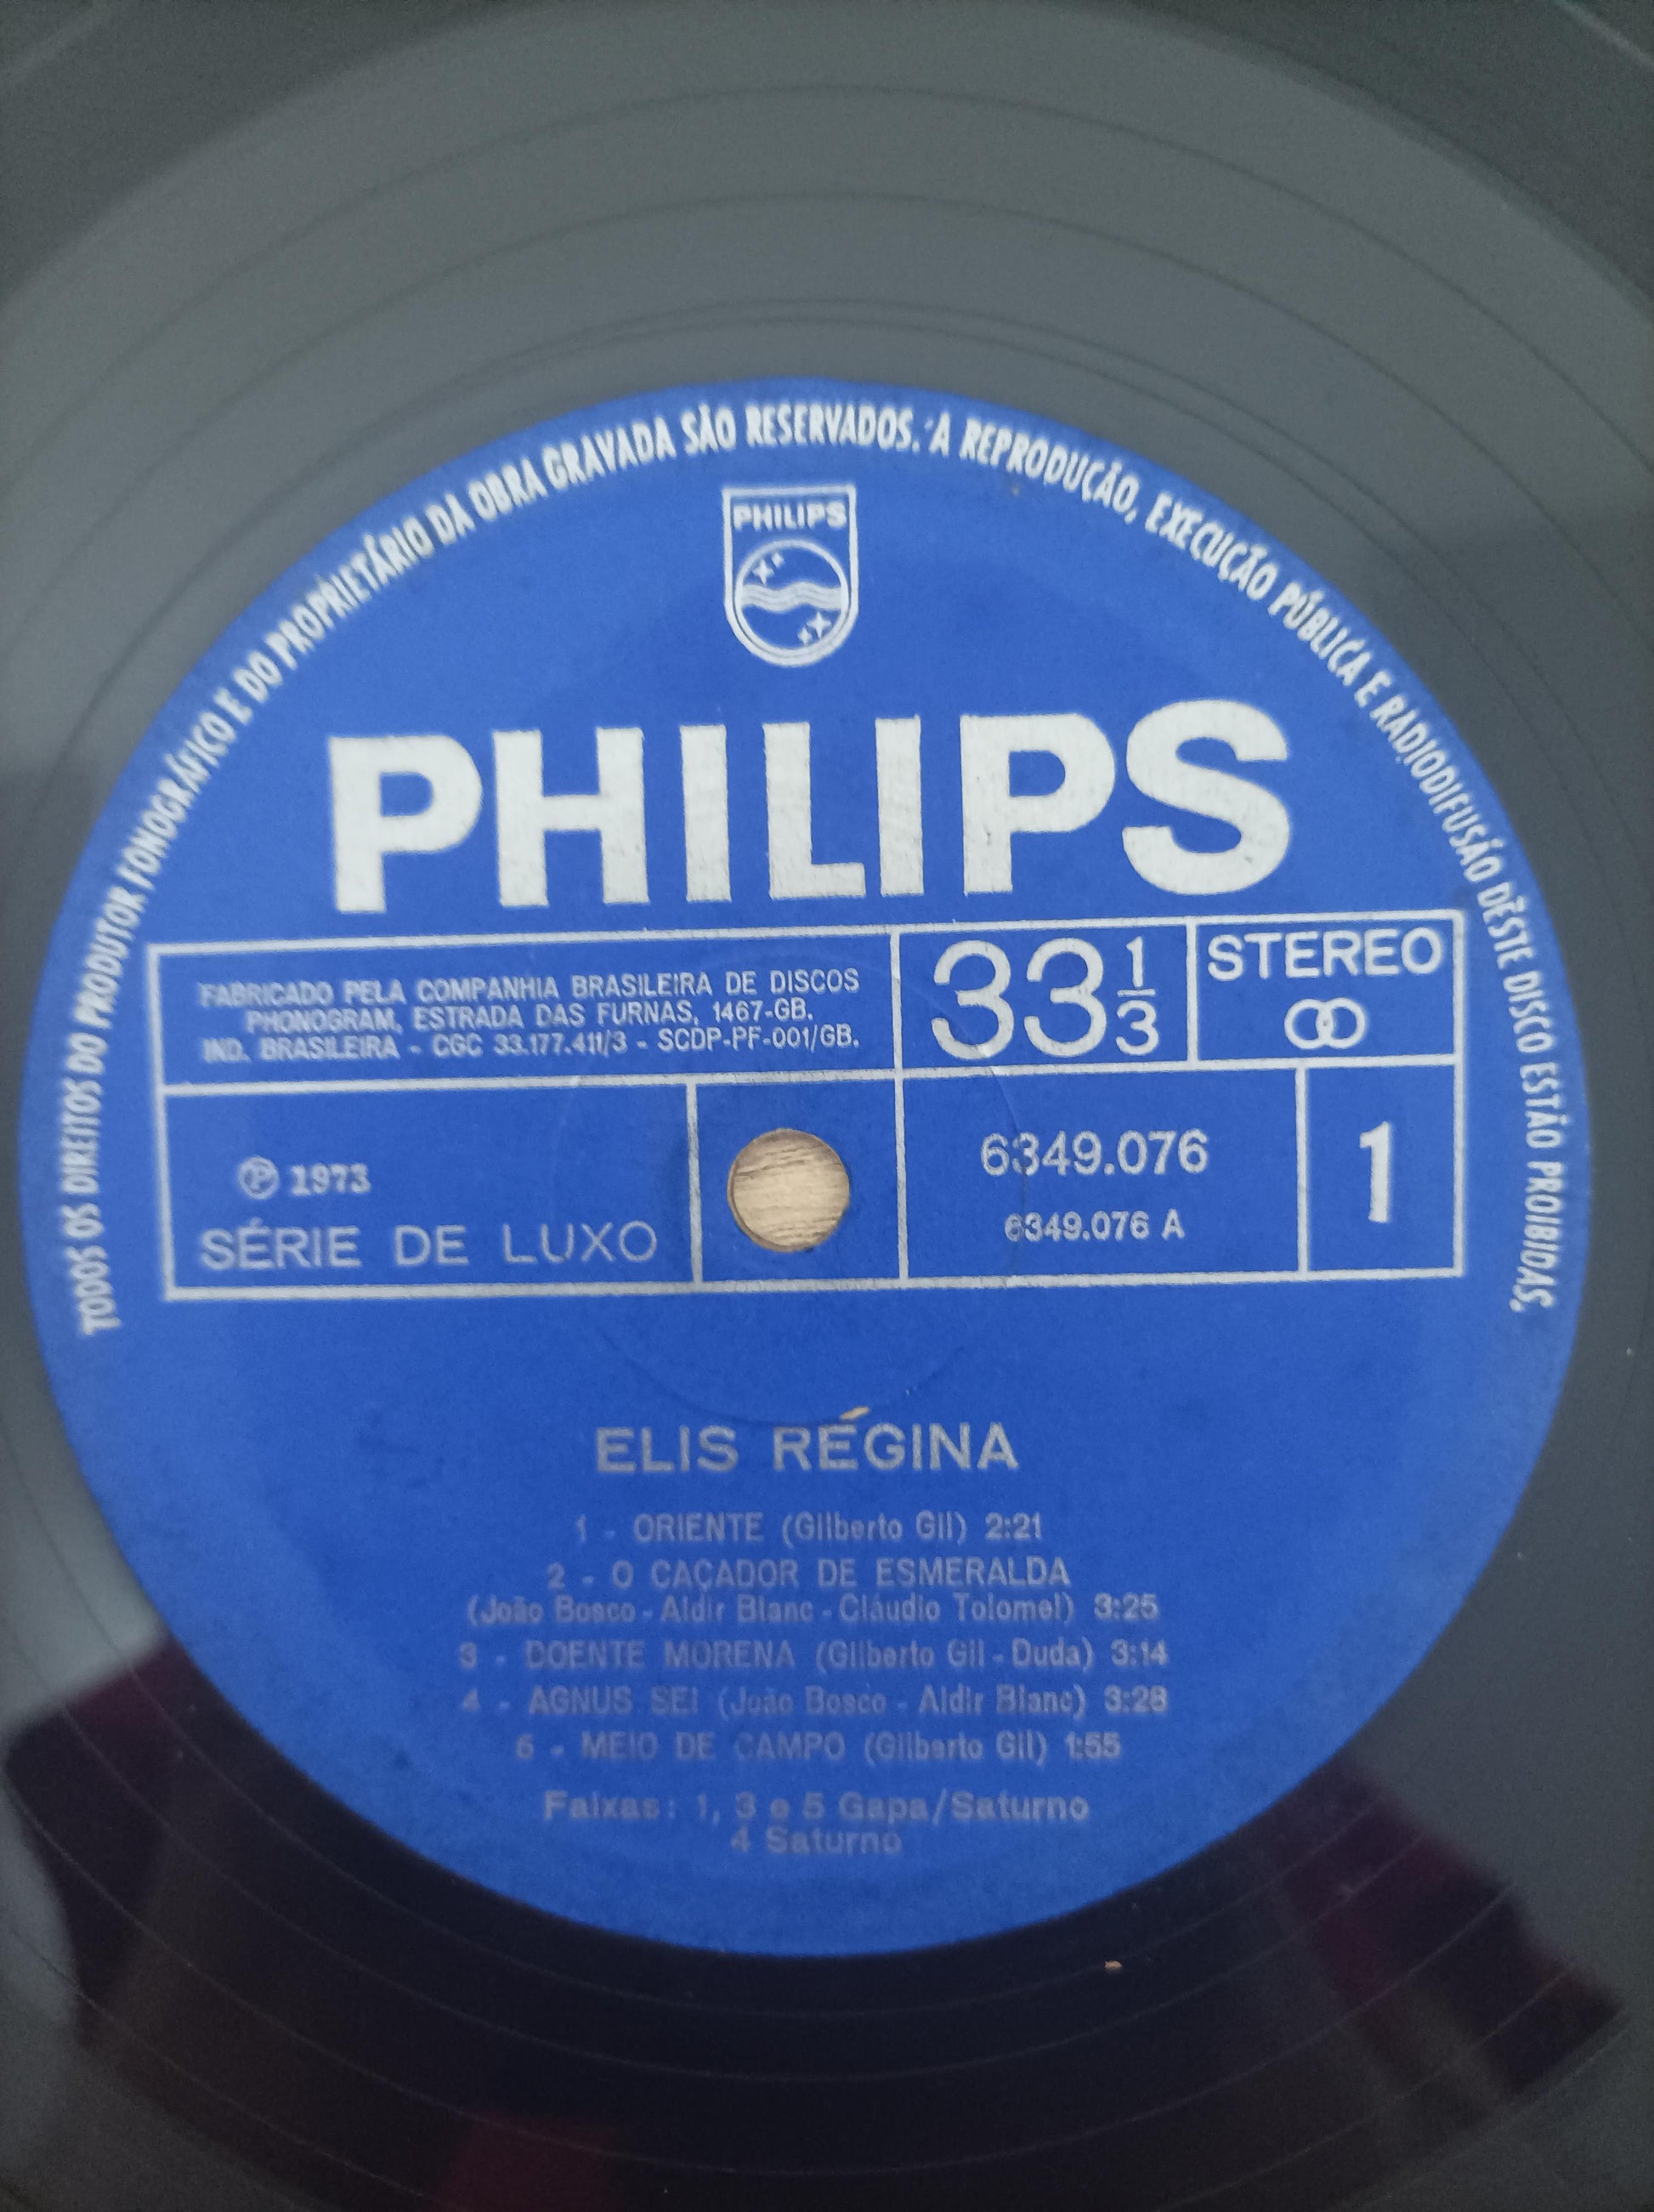 TODOS OS DIREITOS DO PRODUTOR FONOGRÁFICO E DO PROPRIETÁRIO DA OBRA GRAVADA SÃO RESERVADOS. A REPRODUÇÃO, EXECUÇÃO PÚBLICA E RADIODIFUSÃO DÊSTE DISCO ESTÃO PROIBIDAS.
PHILIPS
PHILIPS
FABRICADO PELA COMPANHIA BRASILEIRA DE DISCOS
PHONOGRAM, ESTRADA DAS FURNAS, 1467-GB.
IND. BRASILEIRA - CGC 33.177.411/3 - SCDP-PF-001/GB.
33 1/3
STEREO
℗ 1973
SÉRIE DE LUXO
6349.076
6349.076 A
1
ELIS RÉGINA
1 - ORIENTE (Gilberto Gil) 2:21
2 - O CAÇADOR DE ESMERALDA
(João Bosco - Aldir Blanc - Cláudio Tolomei) 3:25
3 - DOENTE MORENA (Gilberto Gil - Duda) 3:14
4 - AGNUS SEI (João Bosco - Aldir Blanc) 3:28
6 - MEIO DE CAMPO (Gilberto Gil) 1:55
Faixas: 1, 3 e 5 Gapa/Saturno
4 Saturno